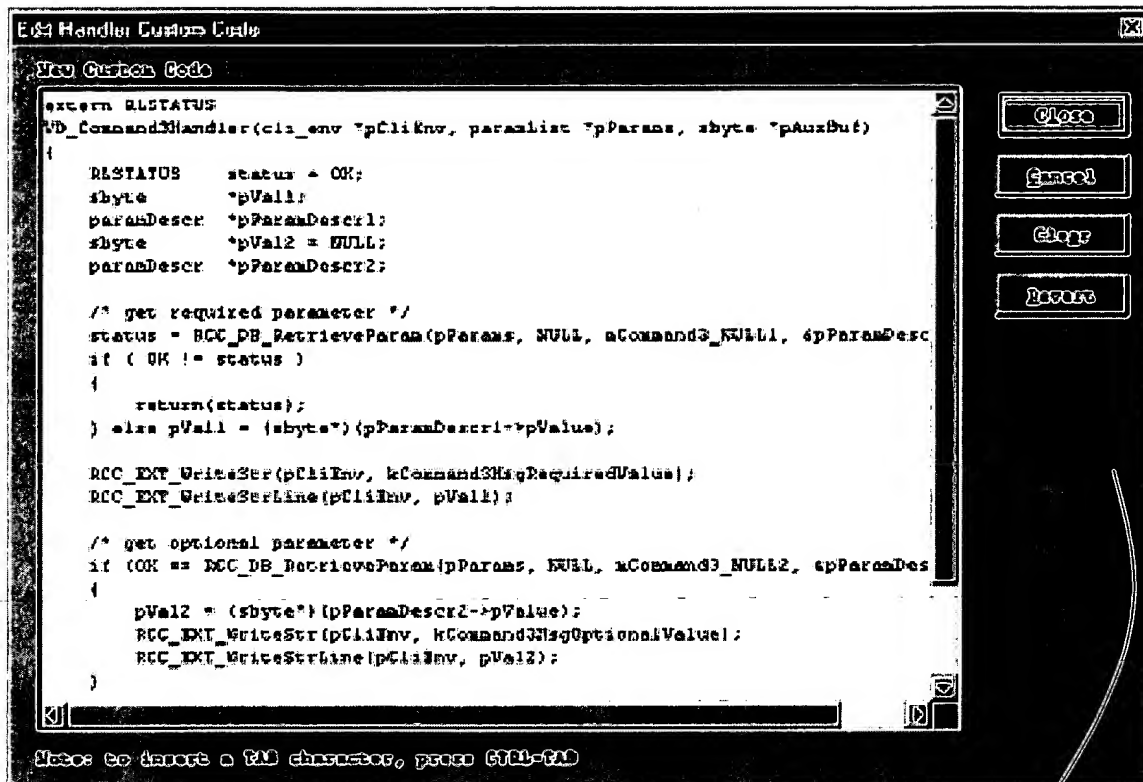 Edit Handler Custom Code
New Custom Code
extern RLSTATUS
VD_Command3Handler(cli_env *pCliEnv, paramList *pParams, sbyte *pAuxBuf)
{
RLSTATUS status = OK;
sbyte *pVal1;
paramDescr *pParamDescr1;
sbyte *pVal2 = NULL;
paramDescr *pParamDescr2;
/* get required parameter */
status = RCC_DB_RetrieveParam(pParams, NULL, mCommand3_NULL1, &pParamDesc
if ( OK != status )
{
return(status);
} else pVal1 = (sbyte*)(pParamDescr1->pValue);
RCC_EXT_WriteStr(pCliEnv, kCommand3MsgRequiredValue);
RCC_EXT_WriteStrLine(pCliEnv, pVal1);
/* get optional parameter */
if (OK == RCC_DB_RetrieveParam(pParams, NULL, mCommand3_NULL2, &pParamDes
{
pVal2 = (sbyte*)(pParamDescr2->pValue);
RCC_EXT_WriteStr(pCliEnv, kCommand3MsgOptionalValue);
RCC_EXT_WriteStrLine(pCliEnv, pVal2);
}
Close
Cancel
Clear
Revert
Note: to insert a TAB character, press CTRL-TAB